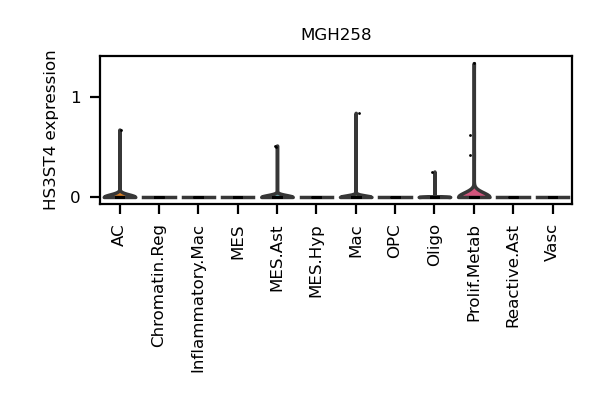 MGH258
HS3ST4 expression
1
0
AC
Chromatin.Reg
Inflammatory.Mac
MES
MES.Ast
MES.Hyp
Mac
OPC
Oligo
Prolif.Metab
Reactive.Ast
Vasc